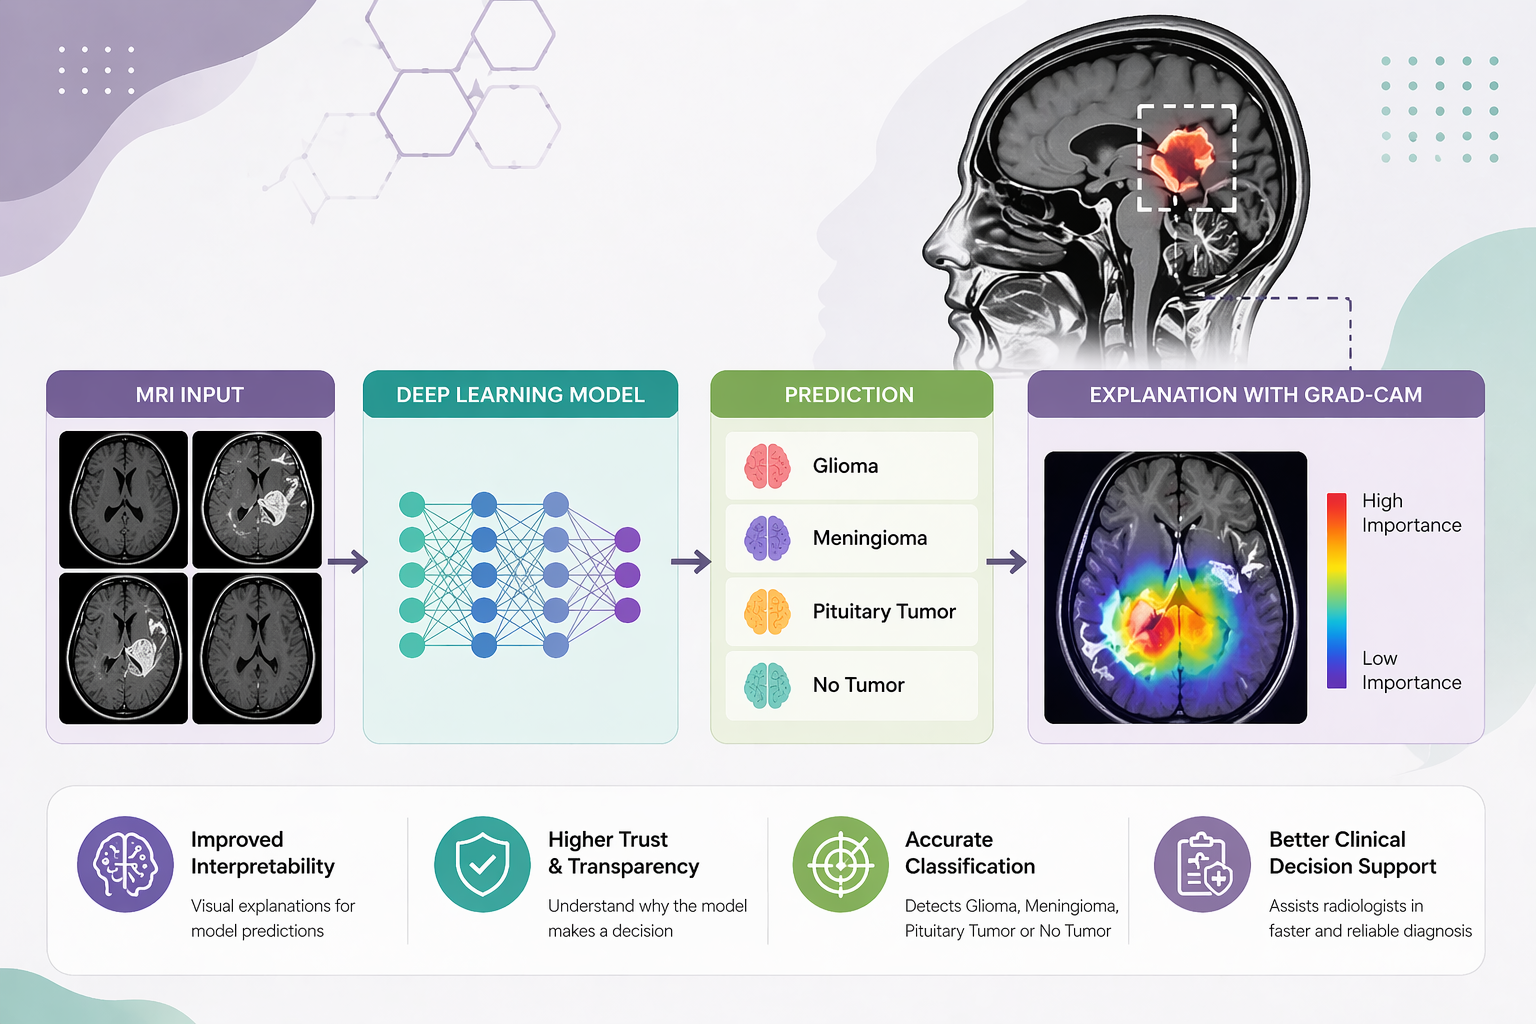 MRI INPUT
DEEP LEARNING MODEL
PREDICTION
Glioma
Meningioma
Pituitary Tumor
No Tumor
EXPLANATION WITH GRAD-CAM
High
Importance
Low
Importance
Improved
Interpretability
Visual explanations for
model predictions
Higher Trust
& Transparency
Understand why the model
makes a decision
Accurate
Classification
Detects Glioma, Meningioma,
Pituitary Tumor or No Tumor
Better Clinical
Decision Support
Assists radiologists in
faster and reliable diagnosis